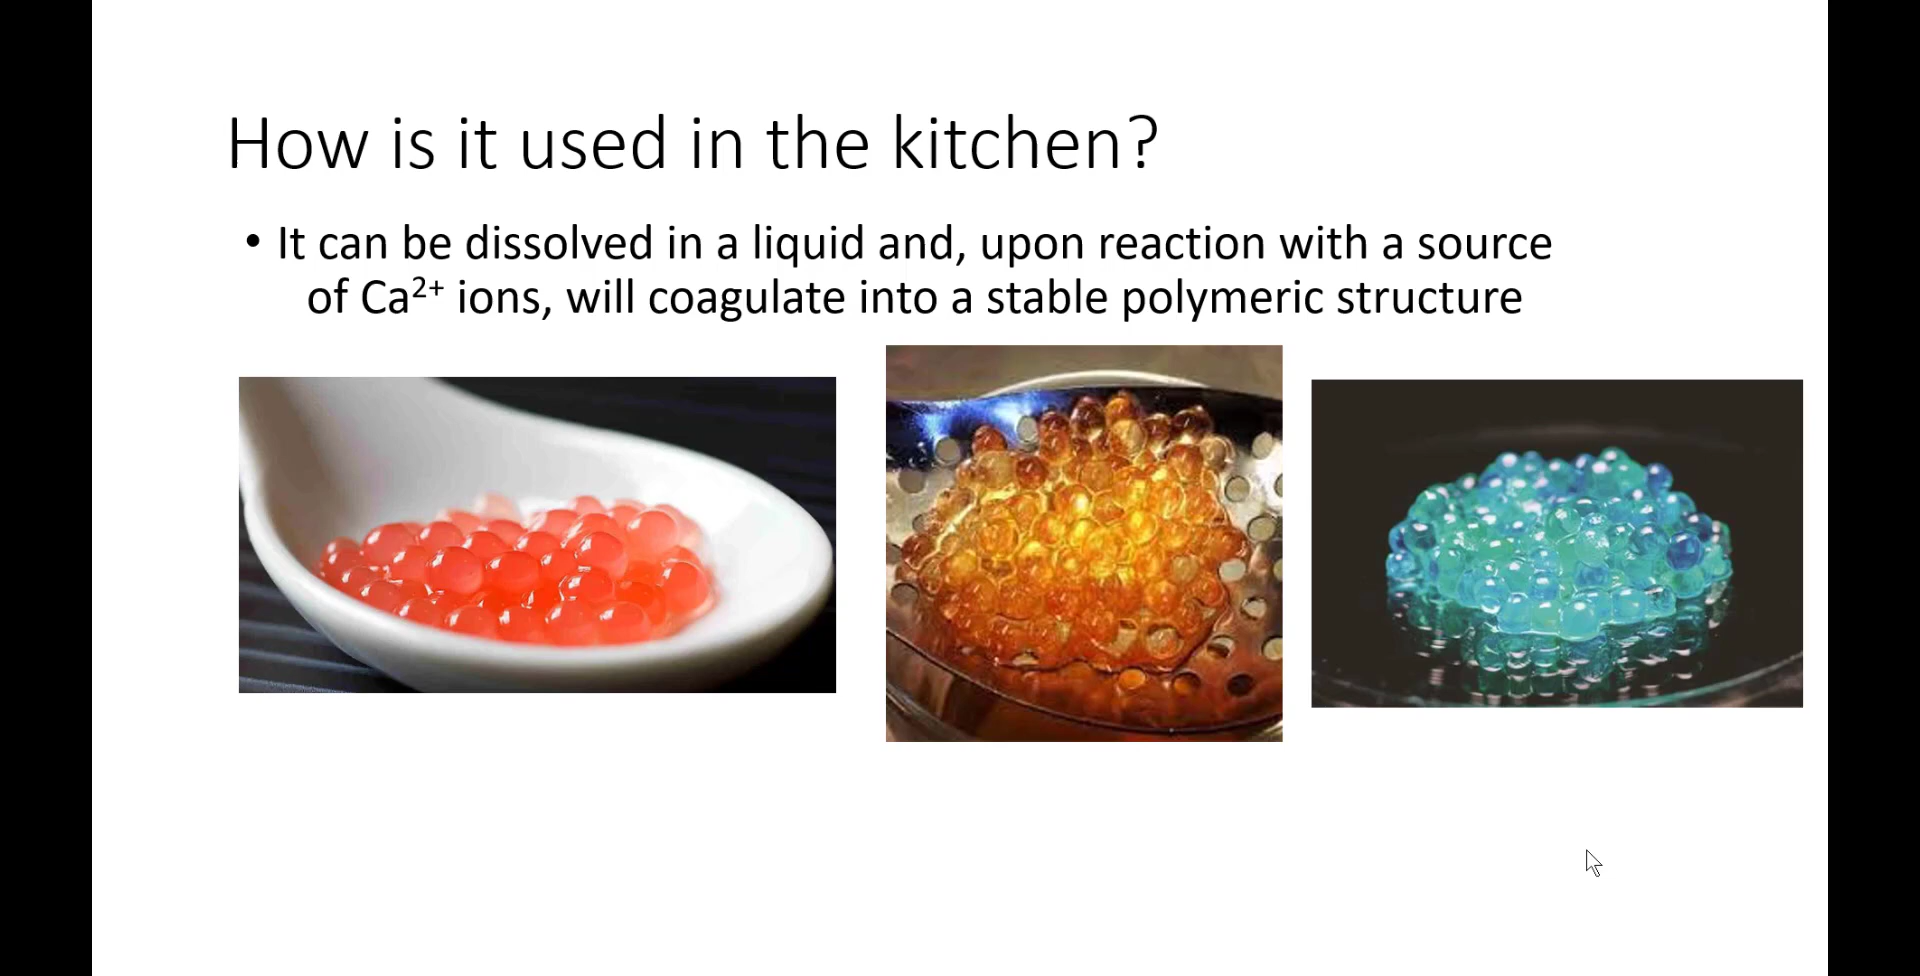 How is it used in the kitchen?
• It can be dissolved in a liquid and, upon reaction with a source
of Ca²⁺ ions, will coagulate into a stable polymeric structure